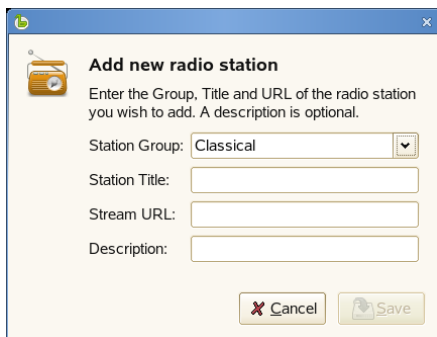 Add new radio station
Enter the Group, Title and URL of the radio station
you wish to add. A description is optional.
Station Group: Classical
Station Title:
Stream URL:
Description:
Cancel Save